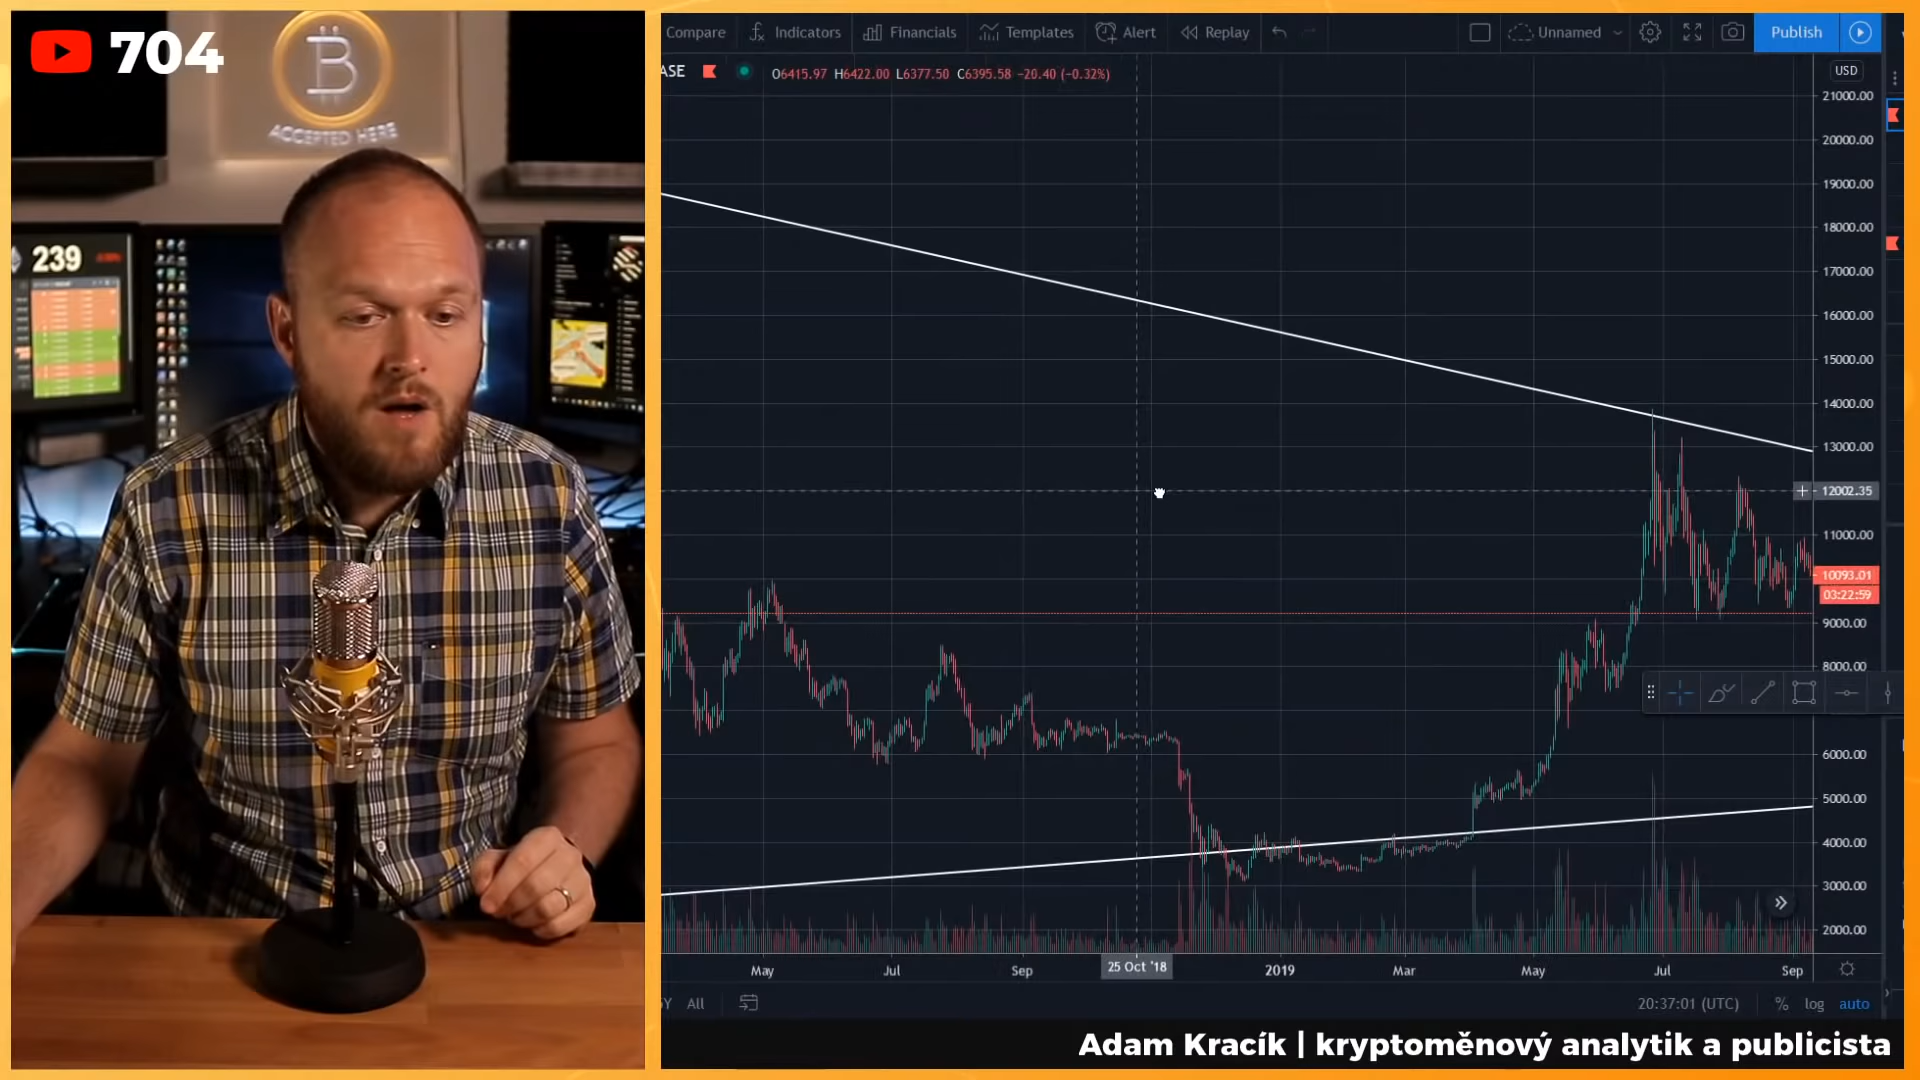 704
B
ACCEPTED HERE
239
Compare
Indicators
Financials
Templates
Alert
Replay
Unnamed
Publish
ASE
O6415.97 H6422.00 L6377.50 C6395.58 −20.40 (−0.32%)
USD
21000.00
20000.00
19000.00
18000.00
17000.00
16000.00
15000.00
14000.00
13000.00
12002.35
11000.00
10093.01
03:22:59
9000.00
8000.00
6000.00
5000.00
4000.00
3000.00
2000.00
May
Jul
Sep
25 Oct '18
2019
Mar
May
Jul
Sep
Y
All
20:37:01 (UTC)
%
log
auto
Adam Kracík | kryptoměnový analytik a publicista